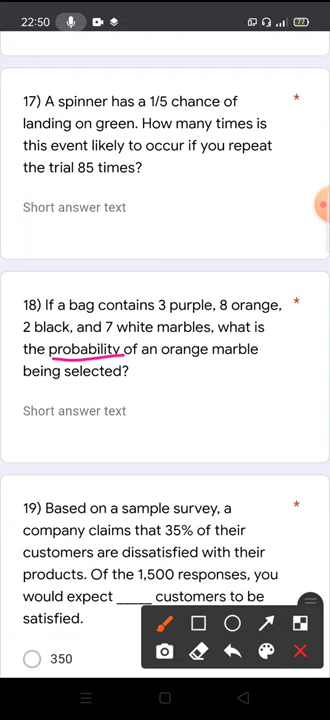 22:50
77
17) A spinner has a 1/5 chance of *
landing on green. How many times is
this event likely to occur if you repeat
the trial 85 times?
Short answer text
18) If a bag contains 3 purple, 8 orange, *
2 black, and 7 white marbles, what is
the probability of an orange marble
being selected?
Short answer text
19) Based on a sample survey, a *
company claims that 35% of their
customers are dissatisfied with their
products. Of the 1,500 responses, you
would expect _____ customers to be
satisfied.
350